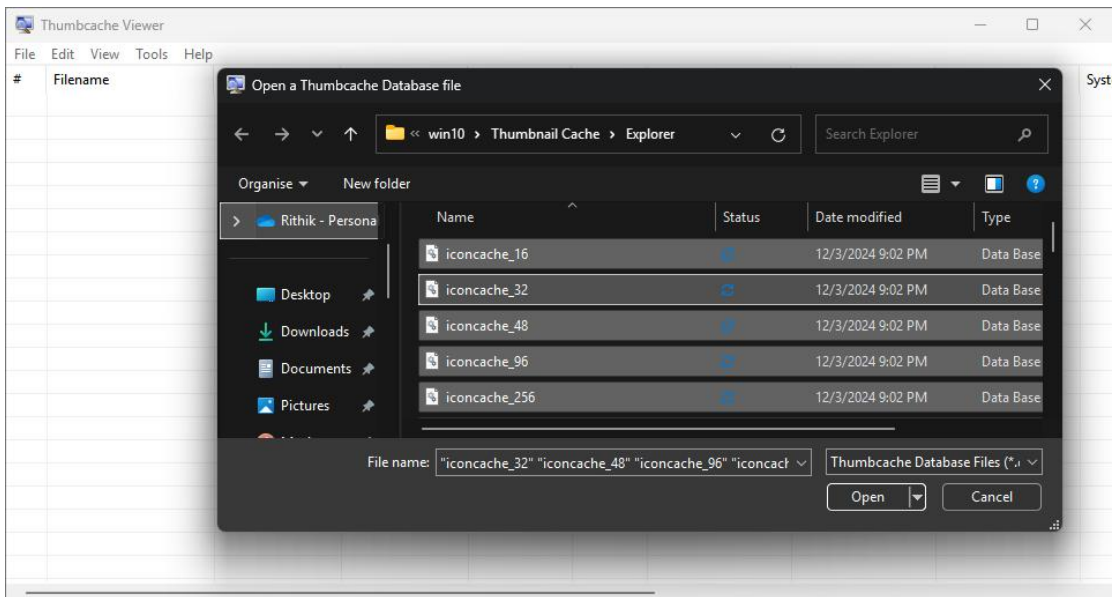 Thumbcache Viewer
File Edit View Tools Help
# Filename Syst
Open a Thumbcache Database file
« win10 › Thumbnail Cache › Explorer
Search Explorer
Organise New folder
Rithik - Persona
Name Status Date modified Type
iconcache_16 12/3/2024 9:02 PM Data Base
iconcache_32 12/3/2024 9:02 PM Data Base
iconcache_48 12/3/2024 9:02 PM Data Base
iconcache_96 12/3/2024 9:02 PM Data Base
iconcache_256 12/3/2024 9:02 PM Data Base
Desktop
Downloads
Documents
Pictures
File name: "iconcache_32" "iconcache_48" "iconcache_96" "iconcach
Thumbcache Database Files (*.
Open Cancel